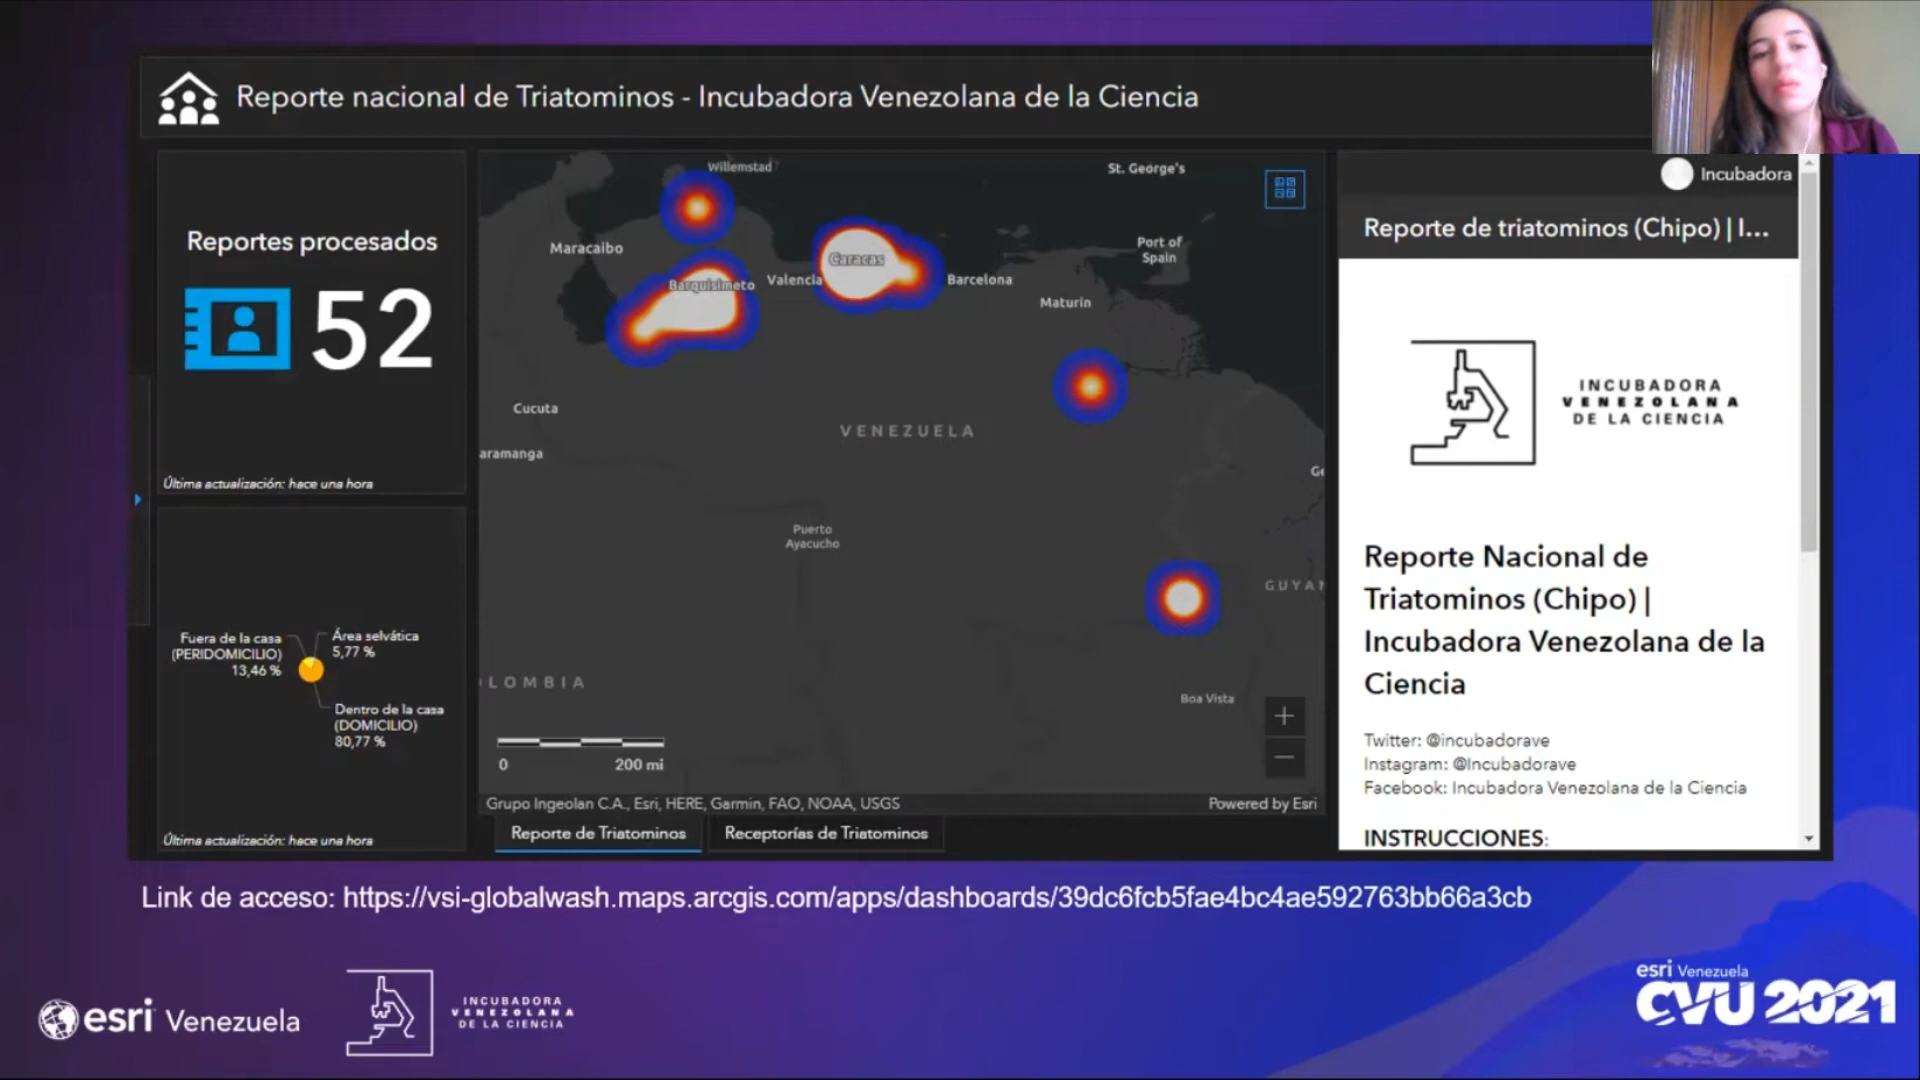 Reporte nacional de Triatominos - Incubadora Venezolana de la Ciencia
Reportes procesados
52
Última actualización: hace una hora
Fuera de la casa
(PERIDOMICILIO)
13,46 %
Área selvática
5,77 %
Dentro de la casa
(DOMICILIO)
80,77 %
Última actualización: hace una hora
Willemstad
St. George's
Maracaibo
Port of
Spain
Caracas
Barquisimeto
Valencia
Barcelona
Maturin
Cucuta
VENEZUELA
aramanga
Ge
Puerto
Ayacucho
GUYAN
OLOMBIA
Boa Vista
+
−
0
200 mi
Grupo Ingeolan C.A., Esri, HERE, Garmin, FAO, NOAA, USGS
Powered by Esri
Reporte de Triatominos
Receptorías de Triatominos
Incubadora
Reporte de triatominos (Chipo) | I...
INCUBADORA
VENEZOLANA
DE LA CIENCIA
Reporte Nacional de
Triatominos (Chipo) |
Incubadora Venezolana de la
Ciencia
Twitter: @incubadorave
Instagram: @Incubadorave
Facebook: Incubadora Venezolana de la Ciencia
INSTRUCCIONES:
Link de acceso: https://vsi-globalwash.maps.arcgis.com/apps/dashboards/39dc6fcb5fae4bc4ae592763bb66a3cb
esri Venezuela
INCUBADORA
VENEZOLANA
DE LA CIENCIA
esri Venezuela
CVU 2021